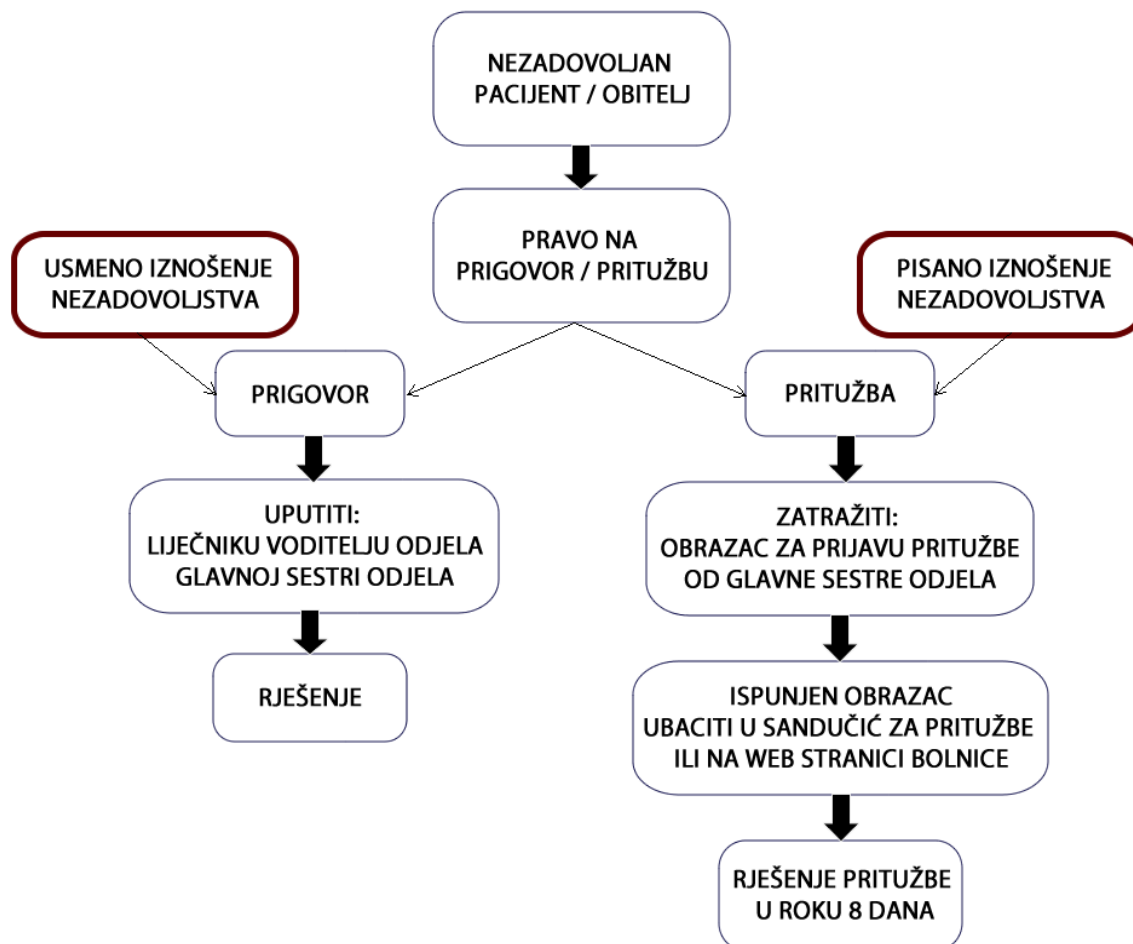 NEZADOVOLJAN
PACIJENT / OBITELJ
PRAVO NA
PRIGOVOR / PRITUŽBU
USMENO IZNOŠENJE
NEZADOVOLJSTVA
PISANO IZNOŠENJE
NEZADOVOLJSTVA
PRIGOVOR
PRITUŽBA
UPUTITI:
LIJEČNIKU VODITELJU ODJELA
GLAVNOJ SESTRI ODJELA
ZATRAŽITI:
OBRAZAC ZA PRIJAVU PRITUŽBE
OD GLAVNE SESTRE ODJELA
RJEŠENJE
ISPUNJEN OBRAZAC
UBACITI U SANDUČIĆ ZA PRITUŽBE
ILI NA WEB STRANICI BOLNICE
RJEŠENJE PRITUŽBE
U ROKU 8 DANA